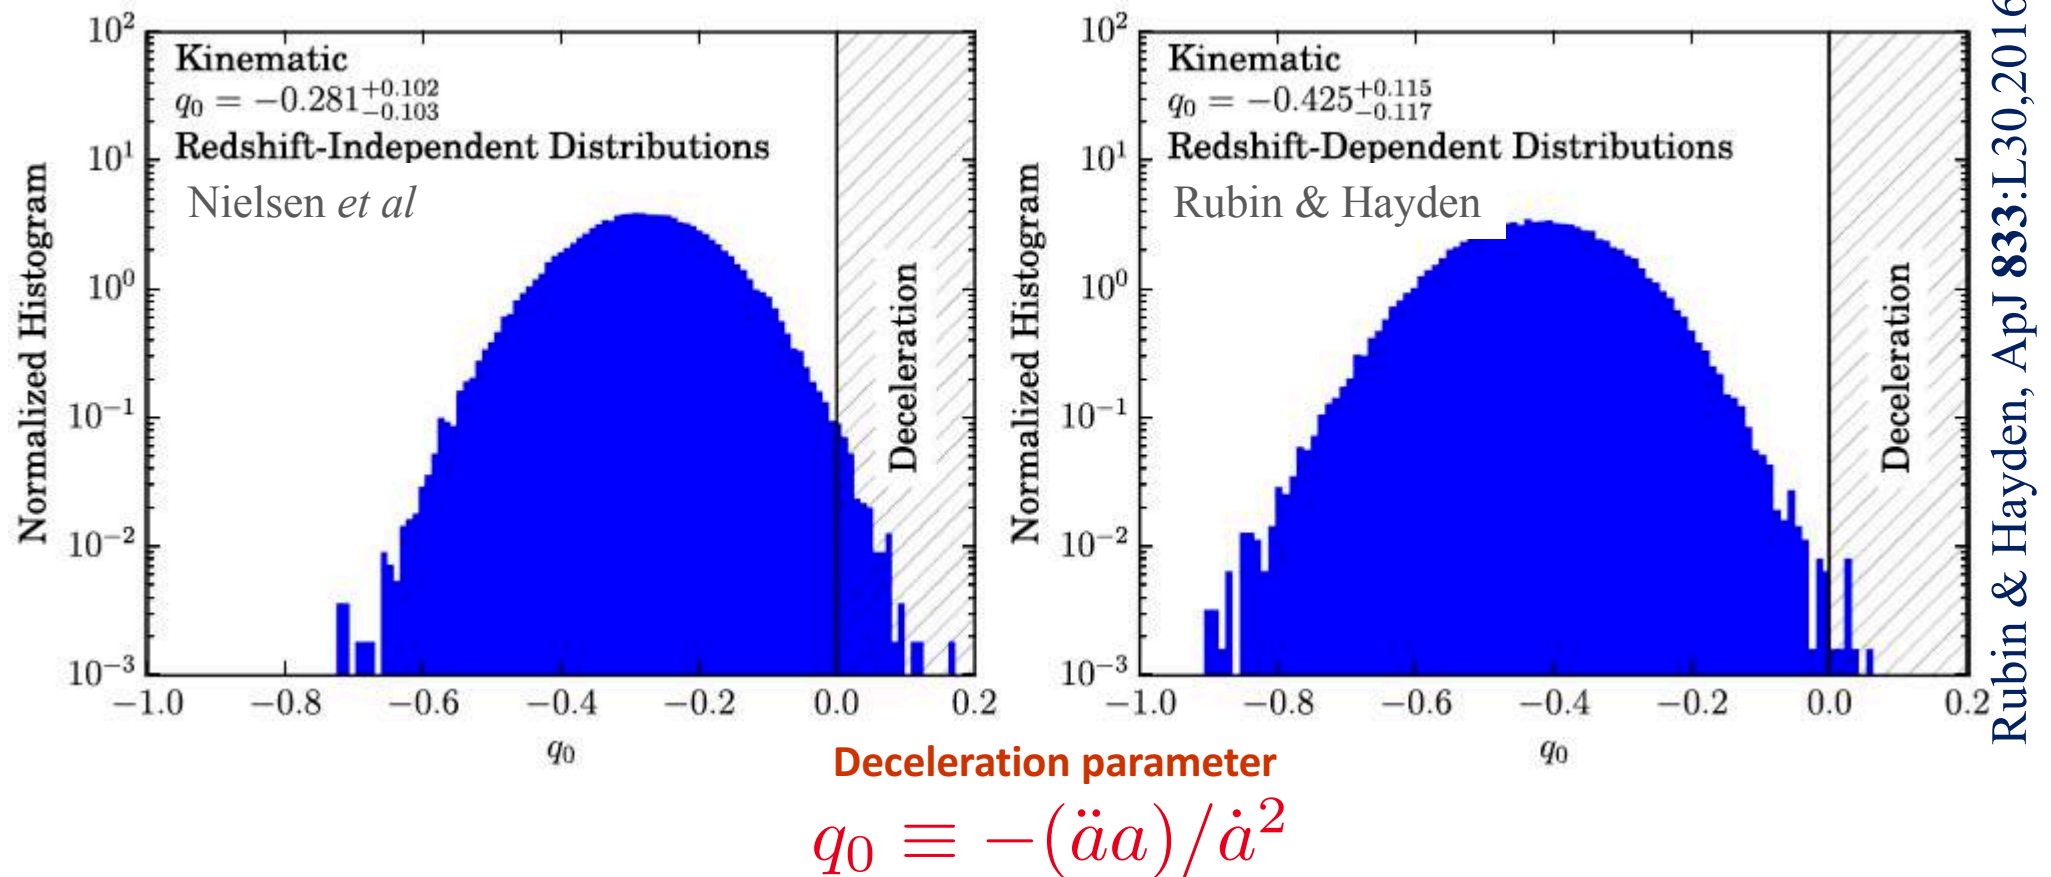 Kinematic
q₀ = −0.281^{+0.102}_{−0.103}
Redshift-Independent Distributions
Nielsen et al
Deceleration
Normalized Histogram
10²
10¹
10⁰
10⁻¹
10⁻²
10⁻³
−1.0 −0.8 −0.6 −0.4 −0.2 0.0 0.2
q₀
Kinematic
q₀ = −0.425^{+0.115}_{−0.117}
Redshift-Dependent Distributions
Rubin & Hayden
Deceleration
Normalized Histogram
10²
10¹
10⁰
10⁻¹
10⁻²
10⁻³
−1.0 −0.8 −0.6 −0.4 −0.2 0.0 0.2
q₀
Rubin & Hayden, ApJ 833:L30,2016
Deceleration parameter
q₀ ≡ −(äa)/ȧ²